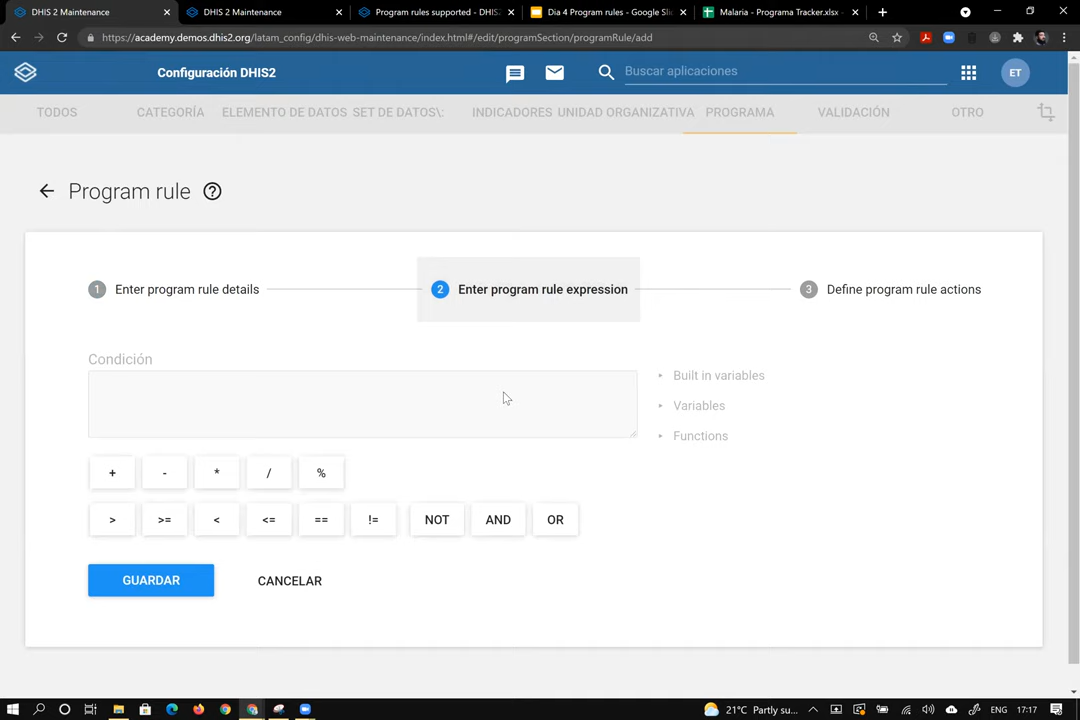 DHIS 2 Maintenance
DHIS 2 Maintenance
Program rules supported - DHIS
Dia 4 Program rules - Google Slid
Malaria - Programa Tracker.xlsx -
https://academy.demos.dhis2.org/latam_config/dhis-web-maintenance/index.html#/edit/programSection/programRule/add
Configuración DHIS2
Buscar aplicaciones
ET
TODOS CATEGORÍA ELEMENTO DE DATOS SET DE DATOS\: INDICADORES UNIDAD ORGANIZATIVA PROGRAMA VALIDACIÓN OTRO
Program rule
1 Enter program rule details
2 Enter program rule expression
3 Define program rule actions
Condición
Built in variables
Variables
Functions
+ - * / %
> >= < <= == != NOT AND OR
GUARDAR CANCELAR
21°C Partly su... ENG 17:17